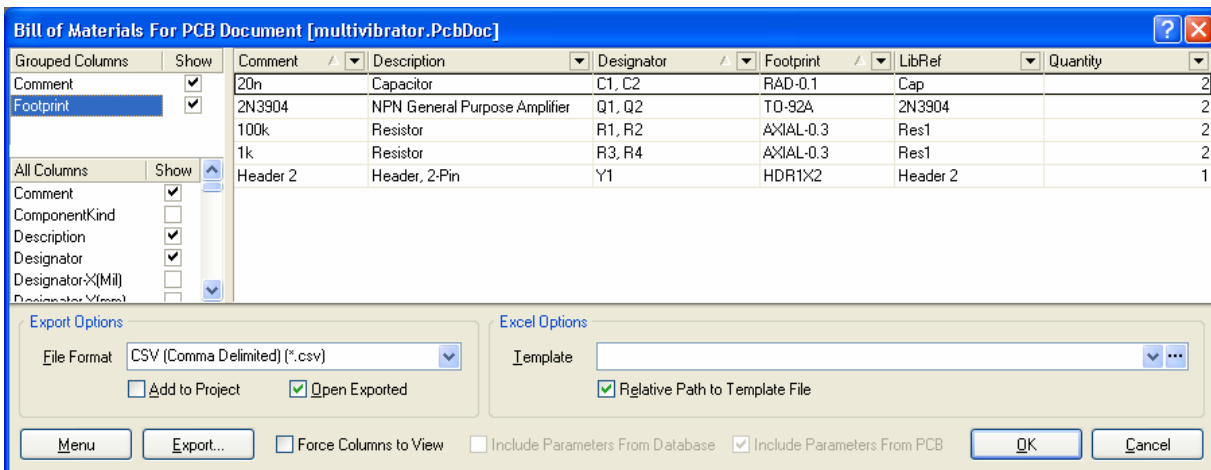 Bill of Materials For PCB Document [multivibrator.PcbDoc]
Grouped Columns Show
Comment
Footprint
All Columns Show
Comment
ComponentKind
Description
Designator
Designator-X(Mil)
Designator-Y(mm)
Comment Description Designator Footprint LibRef Quantity
20n Capacitor C1, C2 RAD-0.1 Cap 2
2N3904 NPN General Purpose Amplifier Q1, Q2 TO-92A 2N3904 2
100k Resistor R1, R2 AXIAL-0.3 Res1 2
1k Resistor R3, R4 AXIAL-0.3 Res1 2
Header 2 Header, 2-Pin Y1 HDR1X2 Header 2 1
Export Options
File Format CSV (Comma Delimited) (*.csv)
Add to Project Open Exported
Excel Options
Template
Relative Path to Template File
Menu Export... Force Columns to View Include Parameters From Database Include Parameters From PCB OK Cancel